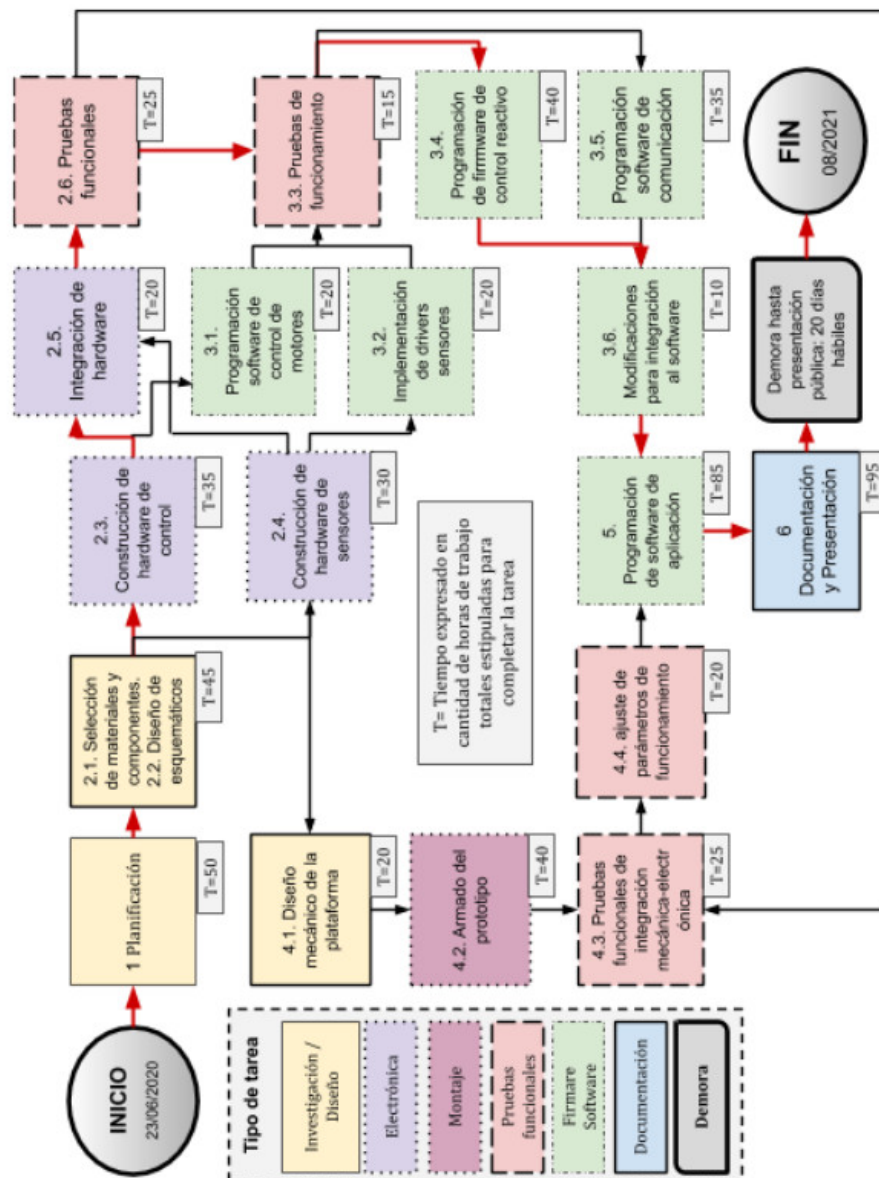 INICIO
23/06/2020
1 Planificación
T=50
2.1. Selección
de materiales y
componentes.
2.2. Diseño de
esquemáticos
T=45
2.3.
Construcción de
hardware de
control
T=35
2.5.
Integración de
hardware
T=20
2.6. Pruebas
funcionales
T=25
2.4.
Construcción de
hardware de
sensores
T=30
3.1.
Programación
software de
control de
motores
T=20
3.2.
Implementación
de drivers
sensores
T=20
3.3. Pruebas de
funcionamiento
T=15
4.1. Diseño
mecánico de la
plataforma
T=20
4.2. Armado del
prototipo
T=40
T= Tiempo expresado en
cantidad de horas de trabajo
totales estipuladas para
completar la tarea
3.4.
Programación
de firmware de
control reactivo
T=40
3.5.
Programación
software de
comunicación
T=35
4.3. Pruebas
funcionales de
integración
mecánica-electr
ónica
T=25
4.4. ajuste de
parámetros de
funcionamiento
T=20
5.
Programación
de software de
aplicación
T=85
3.6.
Modificaciones
para integración
al software
T=10
6
Documentación
y Presentación
T=95
Demora hasta
presentación
pública: 20 días
hábiles
FIN
08/2021
Tipo de tarea
Investigación /
Diseño
Electrónica
Montaje
Pruebas
funcionales
Firmare
Software
Documentación
Demora